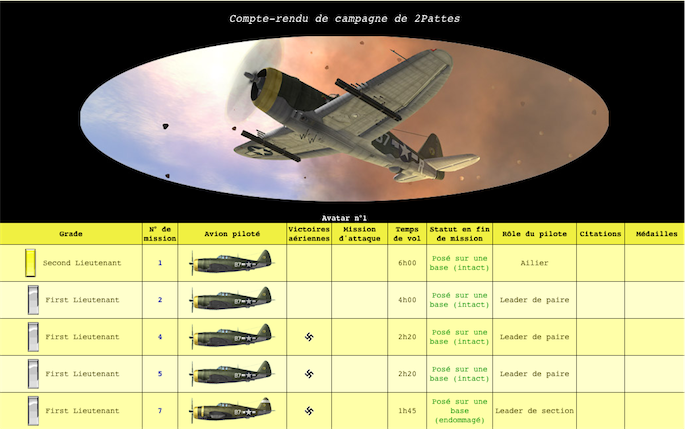 Compte-rendu de campagne de 2Pattes
Avatar n°1
Grade N° de mission Avion piloté Victoires aériennes Mission d'attaque Temps de vol Statut en fin de mission Rôle du pilote Citations Médailles
Second Lieutenant 1 6h00 Posé sur une base (intact) Ailier
First Lieutenant 2 4h00 Posé sur une base (intact) Leader de paire
First Lieutenant 4 2h20 Posé sur une base (intact) Leader de paire
First Lieutenant 5 2h20 Posé sur une base (intact) Leader de paire
First Lieutenant 7 1h45 Posé sur une base (endommagé) Leader de section